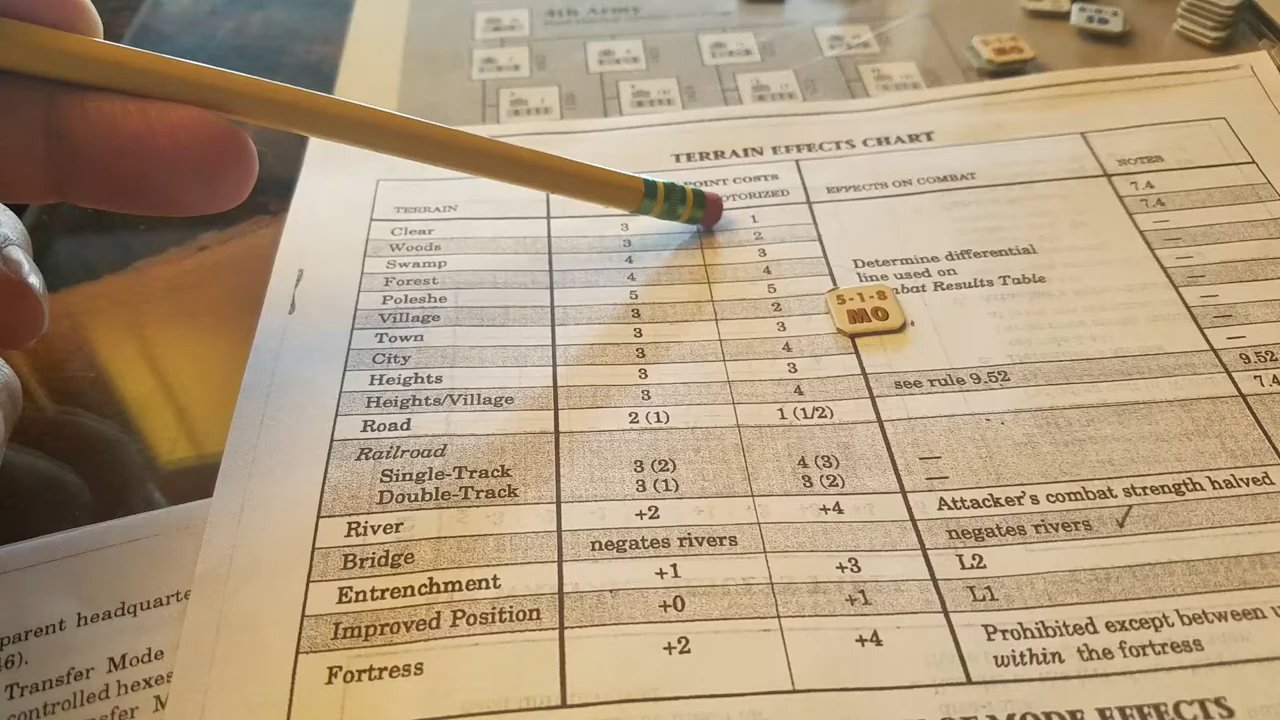 4th Army
TERRAIN EFFECTS CHART
POINT COSTS
TERRAIN OTORIZED EFFECTS ON COMBAT NOTES
Clear 3 1 7.4
Woods 3 2 7.4
Swamp 4 3 —
Forest 4 4 Determine differential —
Poleshe 5 5 line used on —
Village 3 2 bat Results Table —
Town 3 3 —
City 3 4 —
Heights 3 3 —
Heights/Village 3 4 see rule 9.52 9.52
Road 2 (1) 1 (1/2) 7.4
Railroad
Single-Track 3 (2) 4 (3) —
Double-Track 3 (1) 3 (2) —
River +2 +4 Attacker's combat strength halved
Bridge negates rivers negates rivers ✓
Entrenchment +1 +3 L2
Improved Position +0 +1 L1
Fortress +2 +4 Prohibited except between
within the fortress
MODE EFFECTS
5-1-8
MO
parent headquarte
6).
Transfer Mode
controlled hexes
nsfer M